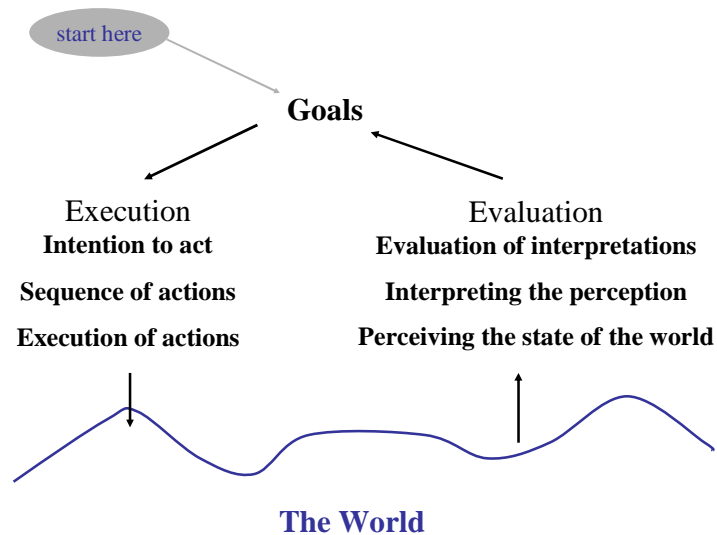 start here
Goals
Execution
Intention to act
Sequence of actions
Execution of actions
Evaluation
Evaluation of interpretations
Interpreting the perception
Perceiving the state of the world
The World